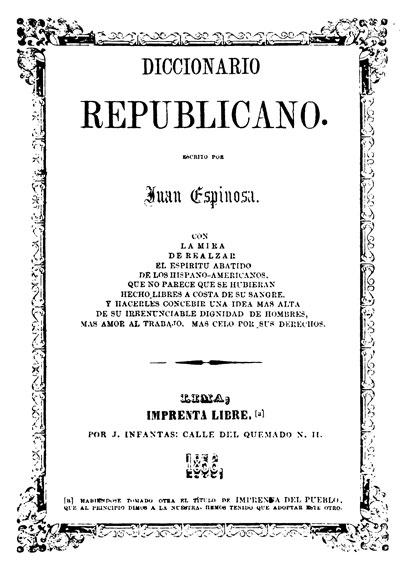 DICCIONARIO
REPUBLICANO.
ESCRITO POR
Juan Espinosa.
CON
LA MIRA
DE REALZAR
EL ESPIRITU ABATIDO
DE LOS HISPANO-AMERICANOS,
QUE NO PARECE QUE SE HUBIERAN
HECHO LIBRES A COSTA DE SU SANGRE.
Y HACERLES CONCEBIR UNA IDEA MAS ALTA
DE SU IRRENUNCIABLE DIGNIDAD DE HOMBRES,
MAS AMOR AL TRABAJO. MAS CELO POR SUS DERECHOS.
LIMA,
IMPRENTA LIBRE. [a]
POR J. INFANTAS: CALLE DEL QUEMADO N. II.
[a] HABIENDOSE TOMADO OTRA EL TÍTULO DE IMPRENTA DEL PUEBLO,
QUE AL PRINCIPIO DIMOS A LA NUESTRA. HEMOS TENIDO QUE ADOPTAR ESTE OTRO.